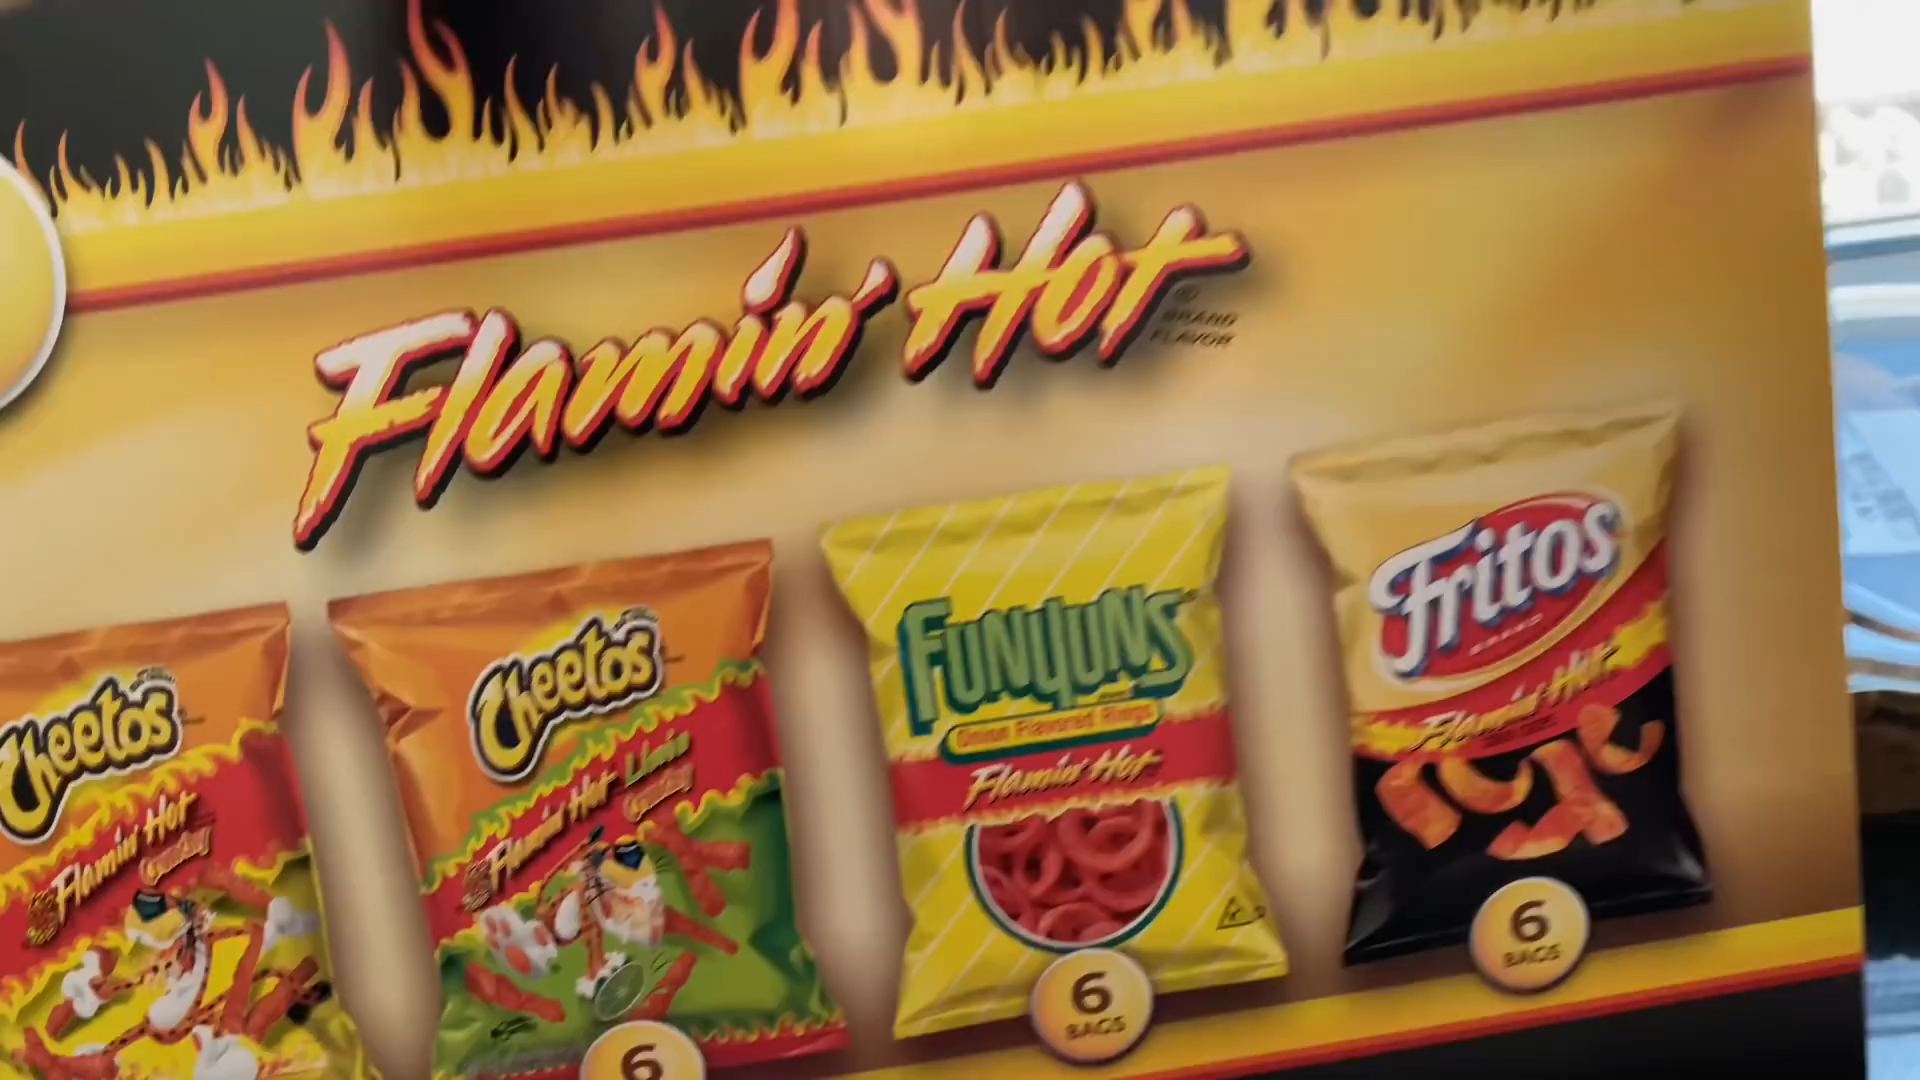 Flamin' Hot
BRAND
FLAVOR
Cheetos
Flamin' Hot
Crunchy
Cheetos
Flamin' Hot Limón
Crunchy
6
FUNYUNS
Onion Flavored Rings
Flamin' Hot
6
BAGS
Fritos
BRAND
Flamin' Hot
6
BAGS